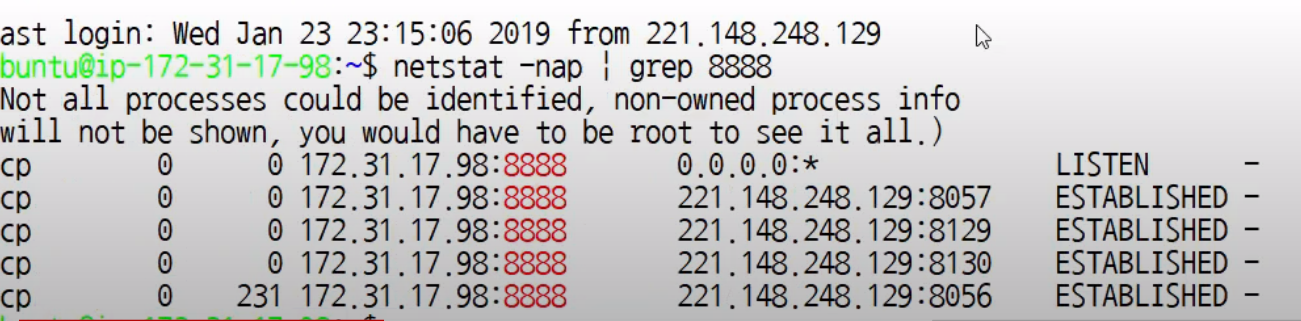 ast login: Wed Jan 23 23:15:06 2019 from 221.148.248.129
buntu@ip-172-31-17-98:~$ netstat -nap | grep 8888
Not all processes could be identified, non-owned process info
will not be shown, you would have to be root to see it all.)
cp 0 0 172.31.17.98:8888 0.0.0.0:* LISTEN -
cp 0 0 172.31.17.98:8888 221.148.248.129:8057 ESTABLISHED -
cp 0 0 172.31.17.98:8888 221.148.248.129:8129 ESTABLISHED -
cp 0 0 172.31.17.98:8888 221.148.248.129:8130 ESTABLISHED -
cp 0 231 172.31.17.98:8888 221.148.248.129:8056 ESTABLISHED -